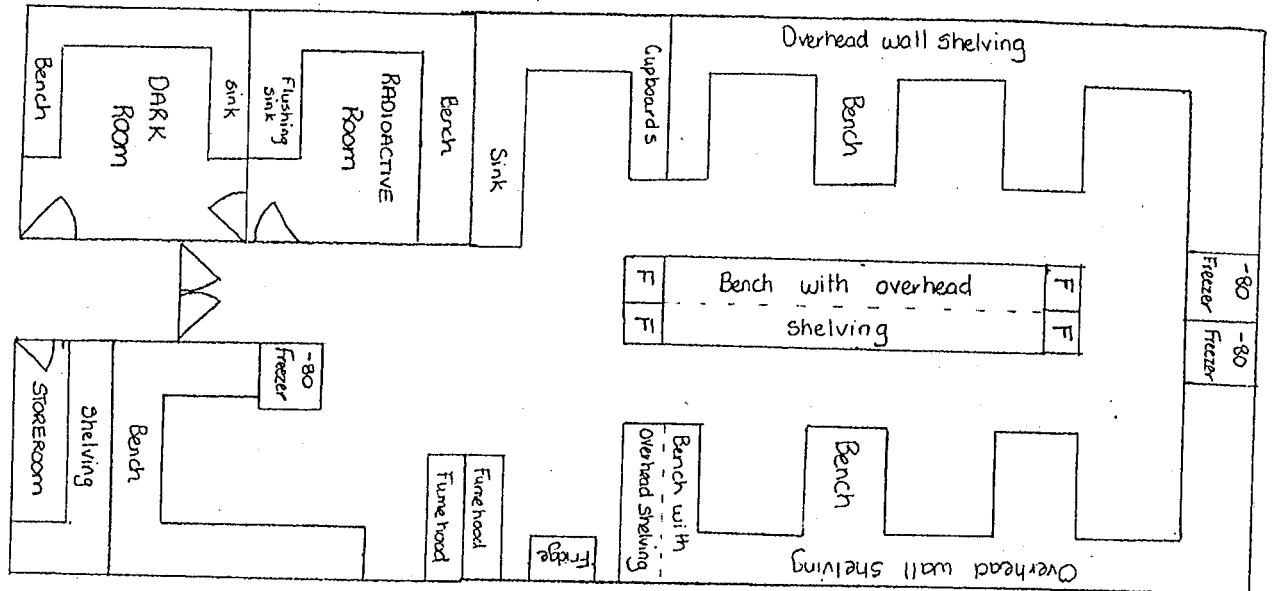 Overhead wall shelving
Bench
DARK
ROOM
sink
Flushing
sink
RADIOACTIVE
ROOM
Bench
Sink
Cupboards
Bench
-80
Freezer
-80
Freezer
F
Bench with overhead
F
F
shelving
F
-80
Freezer
STOREROOM
Shelving
Bench
Fumehood
Fumehood
Fridge
Bench with
overhead shelving
Bench
Overhead wall shelving